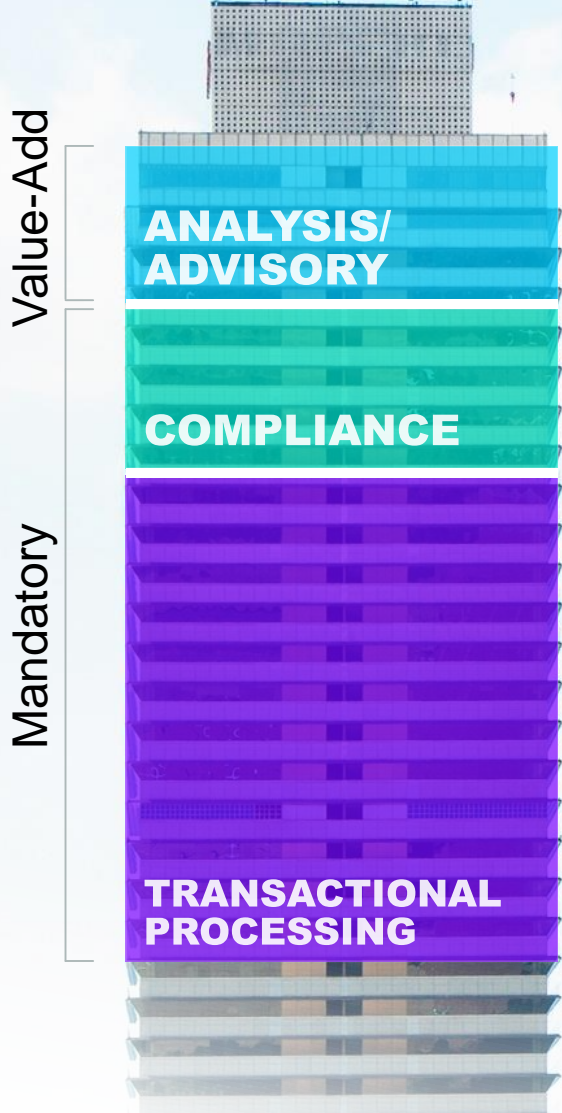 Value-Add
ANALYSIS/
ADVISORY
Mandatory
COMPLIANCE
TRANSACTIONAL
PROCESSING